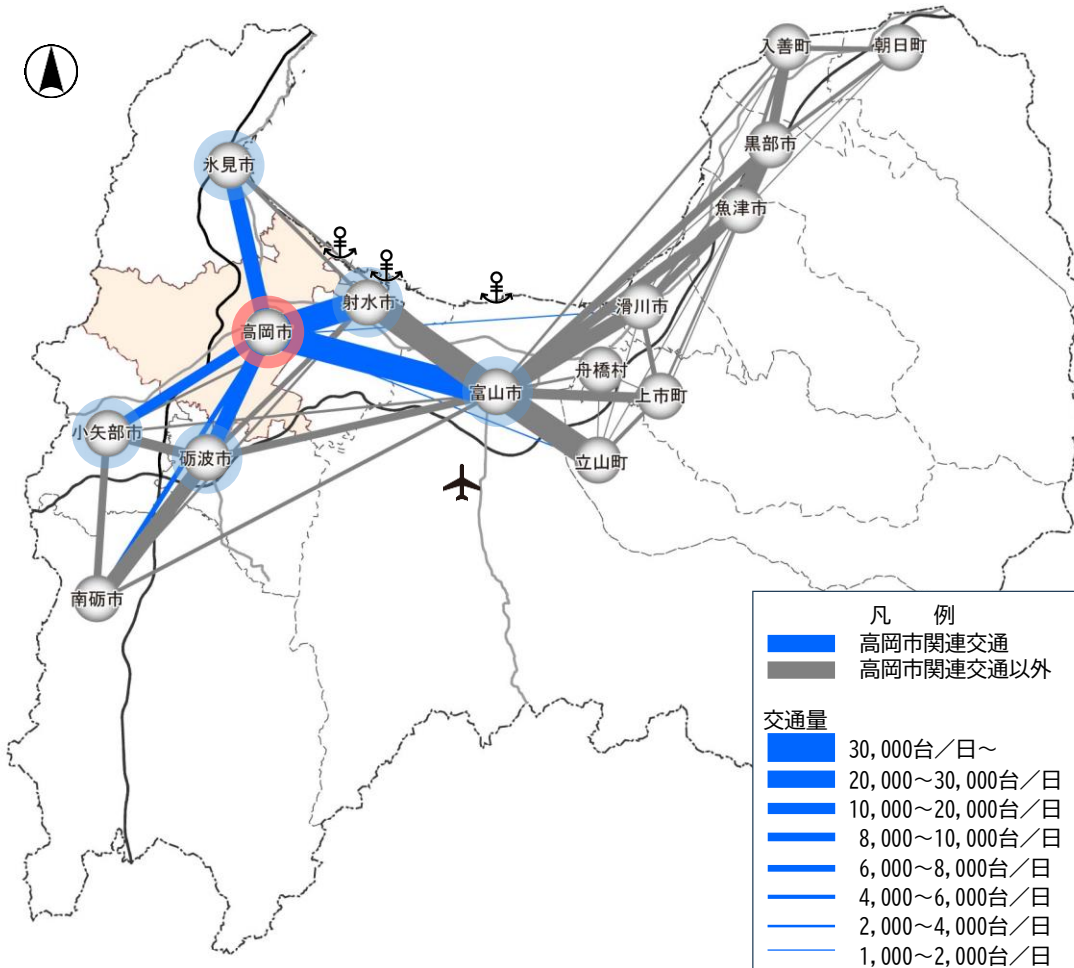 入善町
朝日町
黒部市
氷見市
魚津市
射水市
滑川市
高岡市
舟橋村
富山市
上市町
小矢部市
砺波市
立山町
南砺市
凡 例
高岡市関連交通
高岡市関連交通以外
交通量
30,000台／日～
20,000～30,000台／日
10,000～20,000台／日
8,000～10,000台／日
6,000～8,000台／日
4,000～6,000台／日
2,000～4,000台／日
1,000～2,000台／日